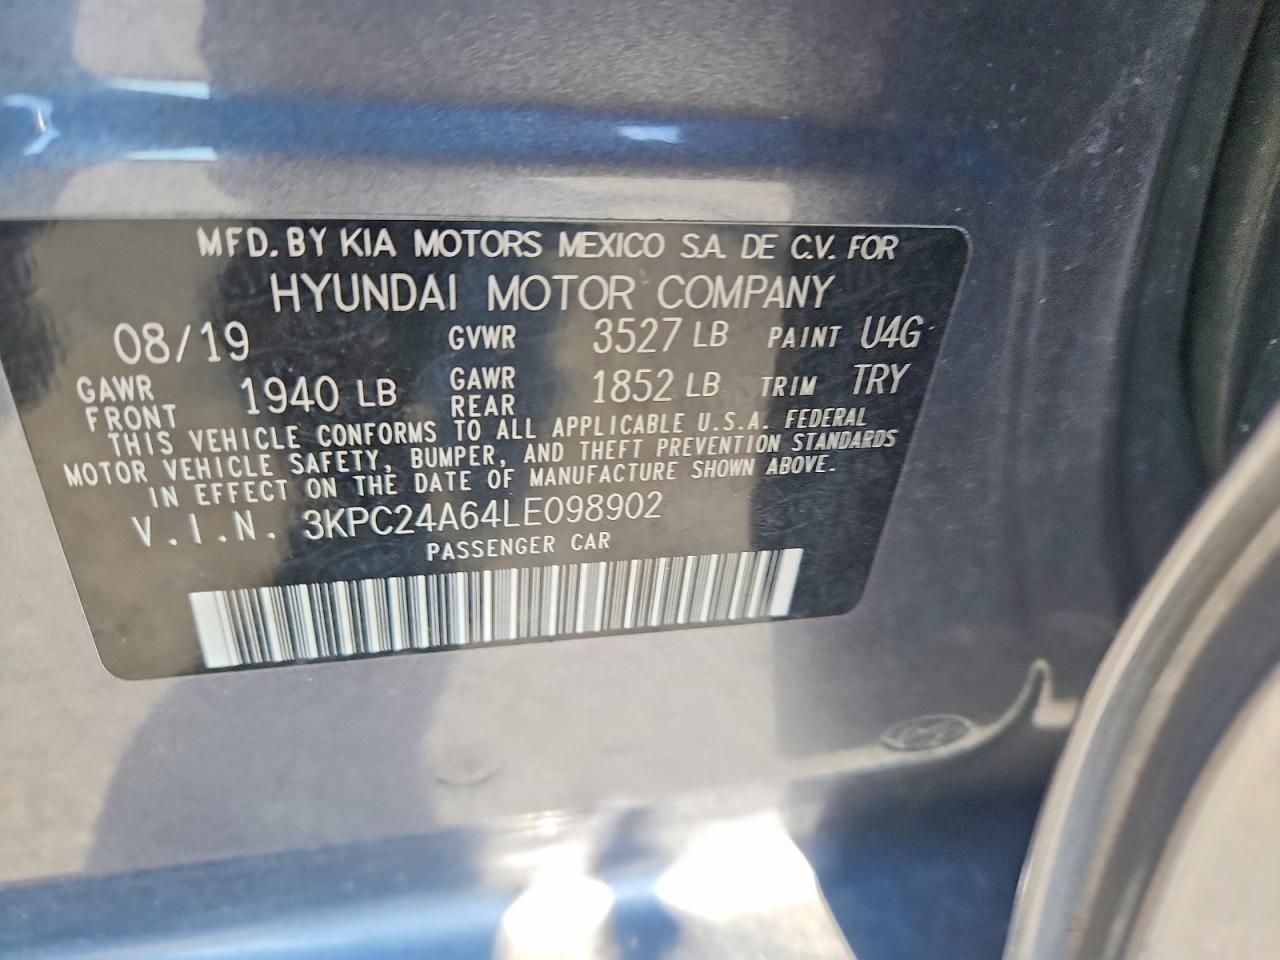 MFD. BY KIA MOTORS MEXICO S.A. DE C.V. FOR
HYUNDAI MOTOR COMPANY
08/19 GVWR 3527 LB PAINT U4G
GAWR FRONT 1940 LB GAWR REAR 1852 LB TRIM TRY
THIS VEHICLE CONFORMS TO ALL APPLICABLE U.S.A. FEDERAL
MOTOR VEHICLE SAFETY, BUMPER, AND THEFT PREVENTION STANDARDS
IN EFFECT ON THE DATE OF MANUFACTURE SHOWN ABOVE.
V.I.N. 3KPC24A64LE098902
PASSENGER CAR